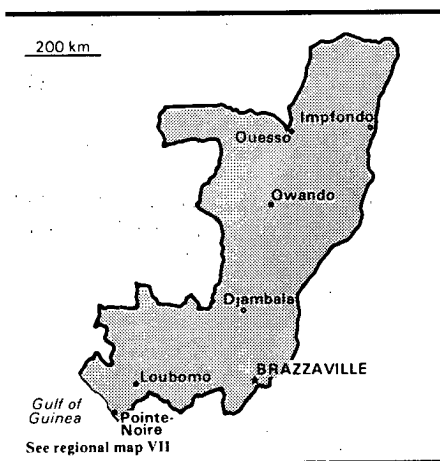 200 km
Impfondo
Ouesso
Owando
Djambala
BRAZZAVILLE
Loubomo
Gulf of
Guinea
Pointe-
Noire
See regional map VII